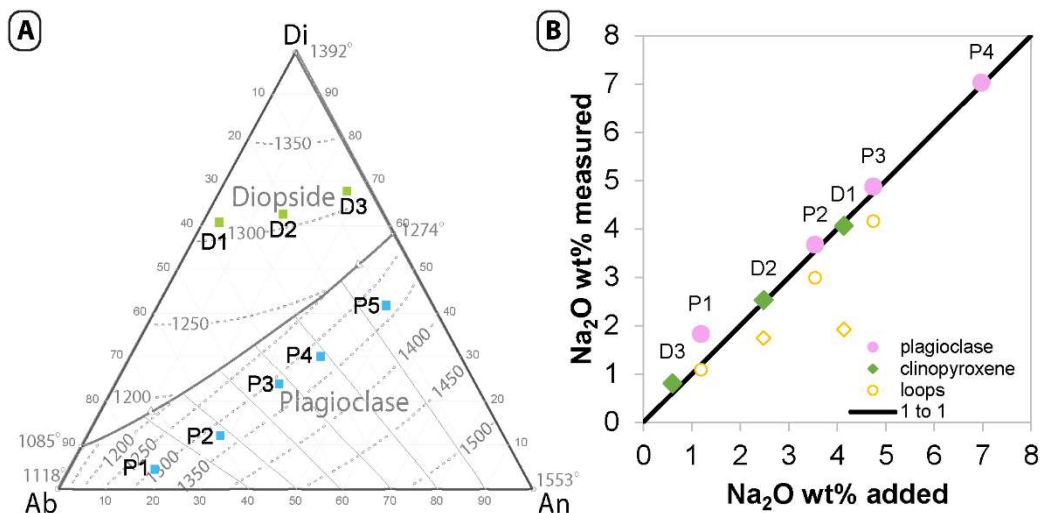 A
Di
1392°
10
90
20
80
1350
30
70
Diopside
D3
D2
D1
1300
40
60
1274°
50
50
P5
60
40
1250
1400
P4
70
30
P3
1450
Plagioclase
1200
80
20
P2
1500
1085°
90
1200
1250
1300
1350
10
P1
1118°
1553°
Ab
10
20
30
40
50
60
70
80
90
An
B
Na₂O wt% measured
8
7
6
5
4
3
2
1
0
P4
P3
D1
P2
D2
P1
D3
plagioclase
clinopyroxene
loops
1 to 1
0 1 2 3 4 5 6 7 8
Na₂O wt% added